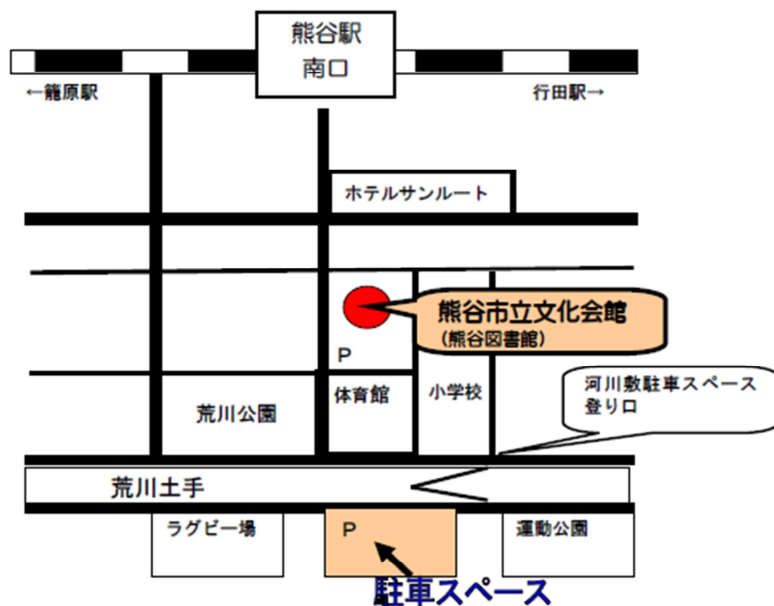 熊谷駅
南口
←籠原駅
行田駅→
ホテルサンルート
熊谷市立文化会館
(熊谷図書館)
P
体育館
小学校
河川敷駐車スペース
登り口
荒川公園
荒川土手
ラグビー場
P
運動公園
駐車スペース